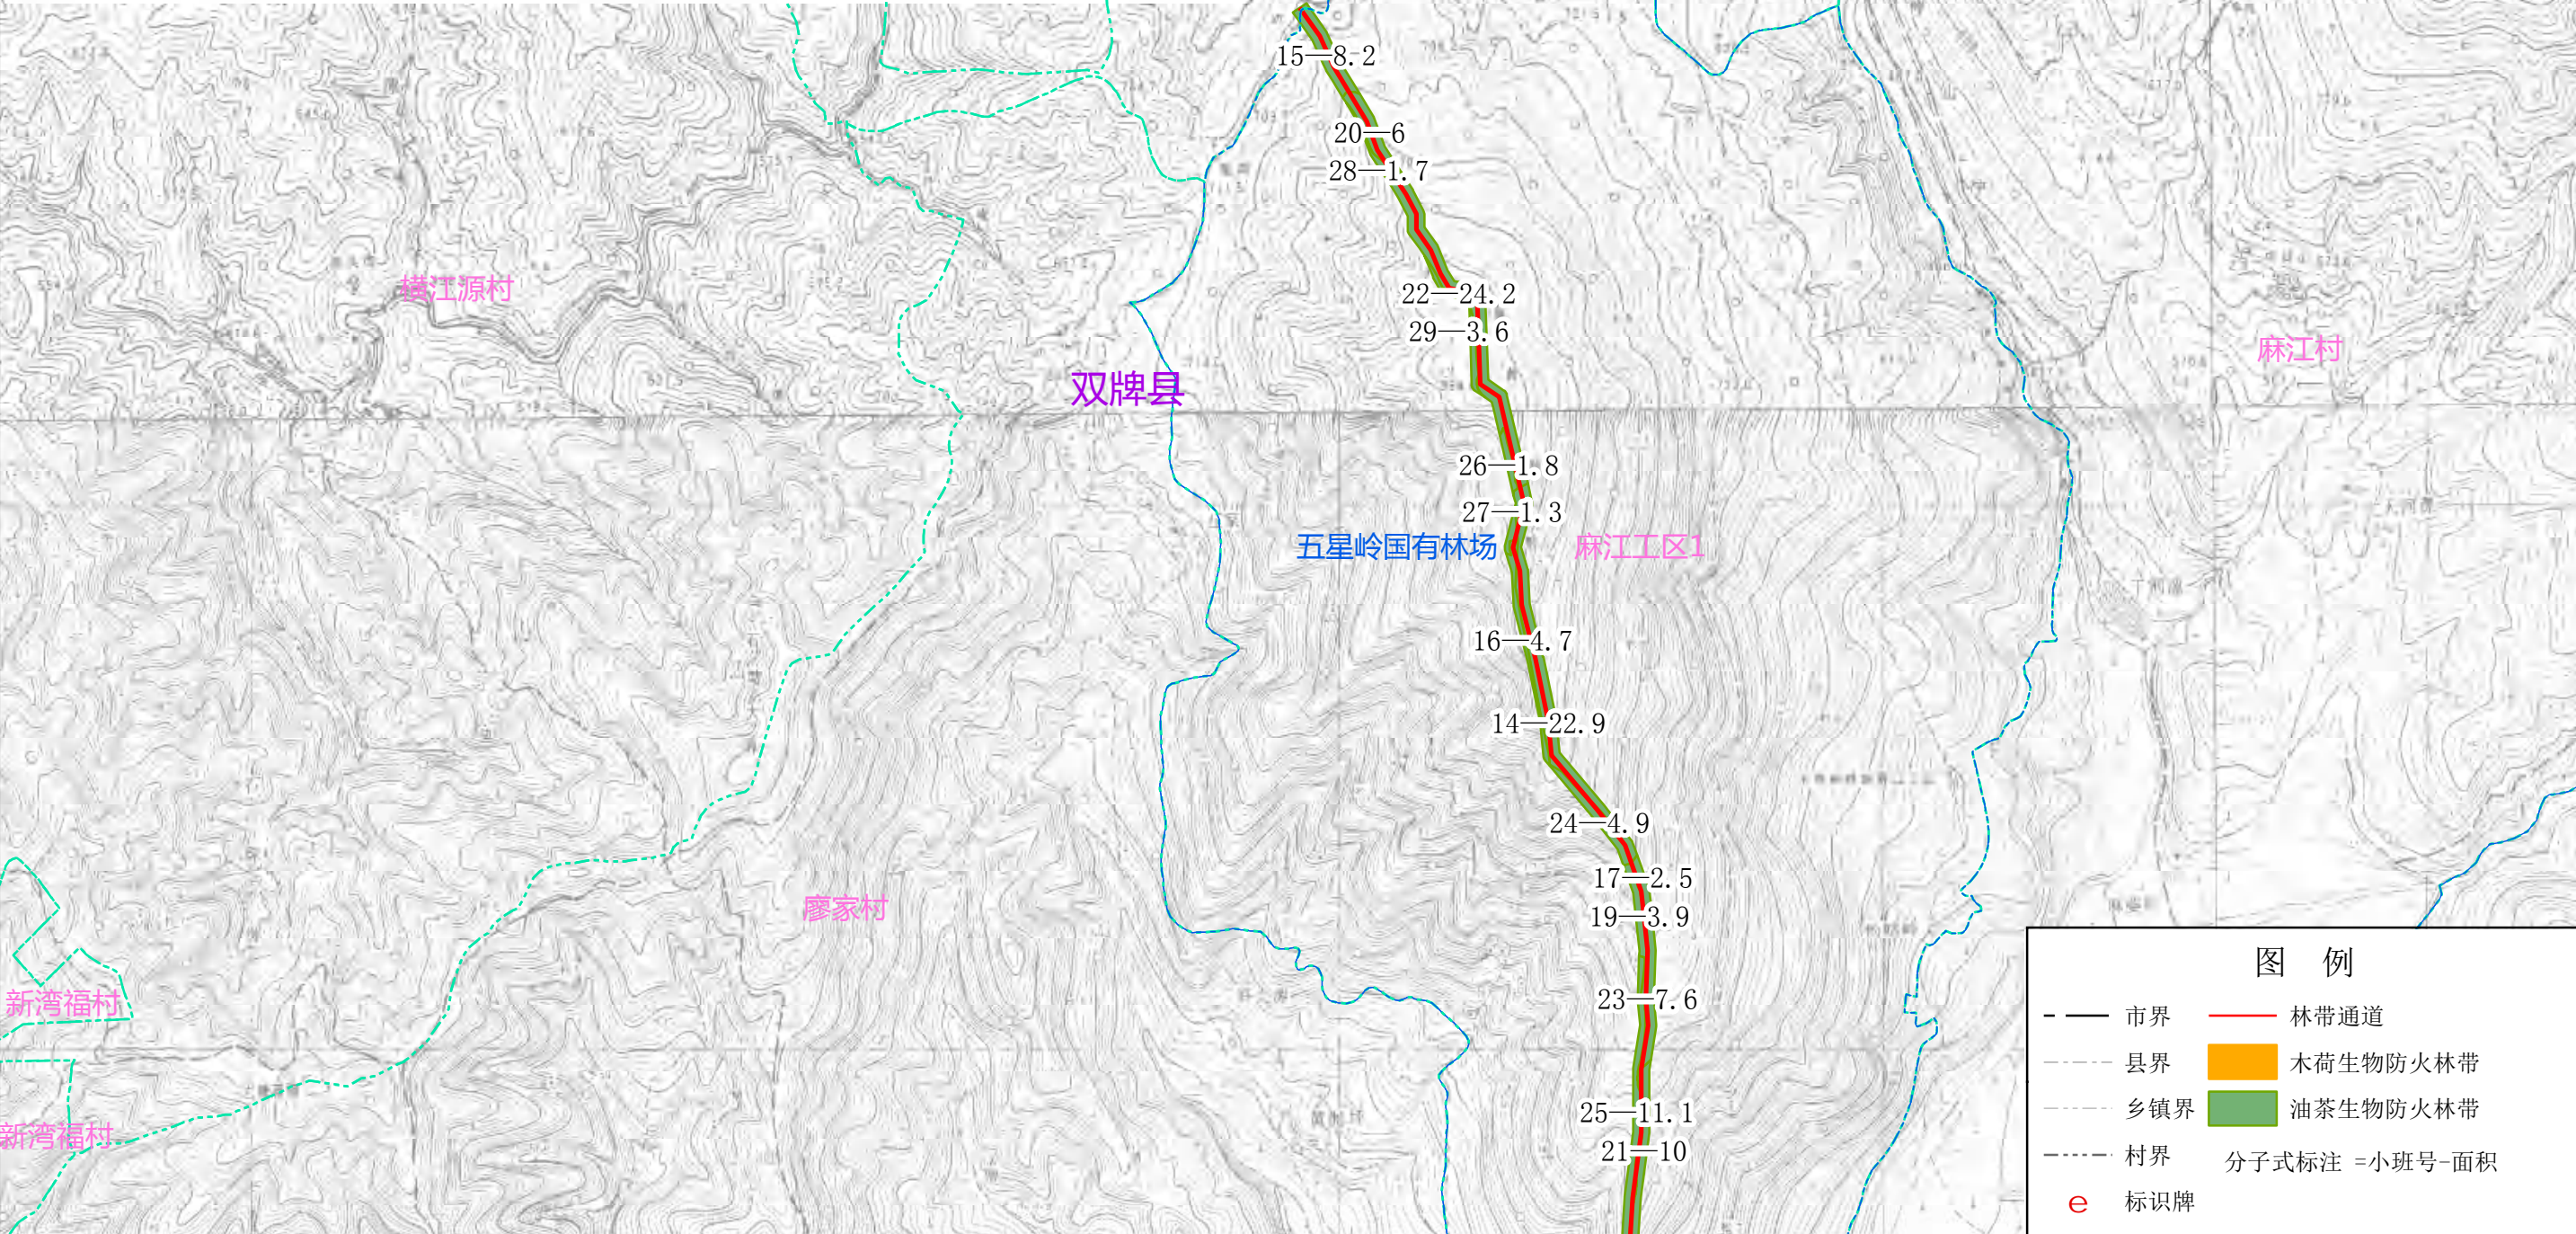 15—8.2
20—6
28—1.7
横江源村
22—24.2
29—3.6
麻江村
双牌县
26—1.8
27—1.3
五星岭国有林场
麻江工区1
16—4.7
14—22.9
24—4.9
17—2.5
廖家村
19—3.9
23—7.6
新湾福村
25—11.1
新湾福村
21—10
图 例
市界
林带通道
县界
木荷生物防火林带
乡镇界
油茶生物防火林带
村界
分子式标注 =小班号-面积
e 标识牌